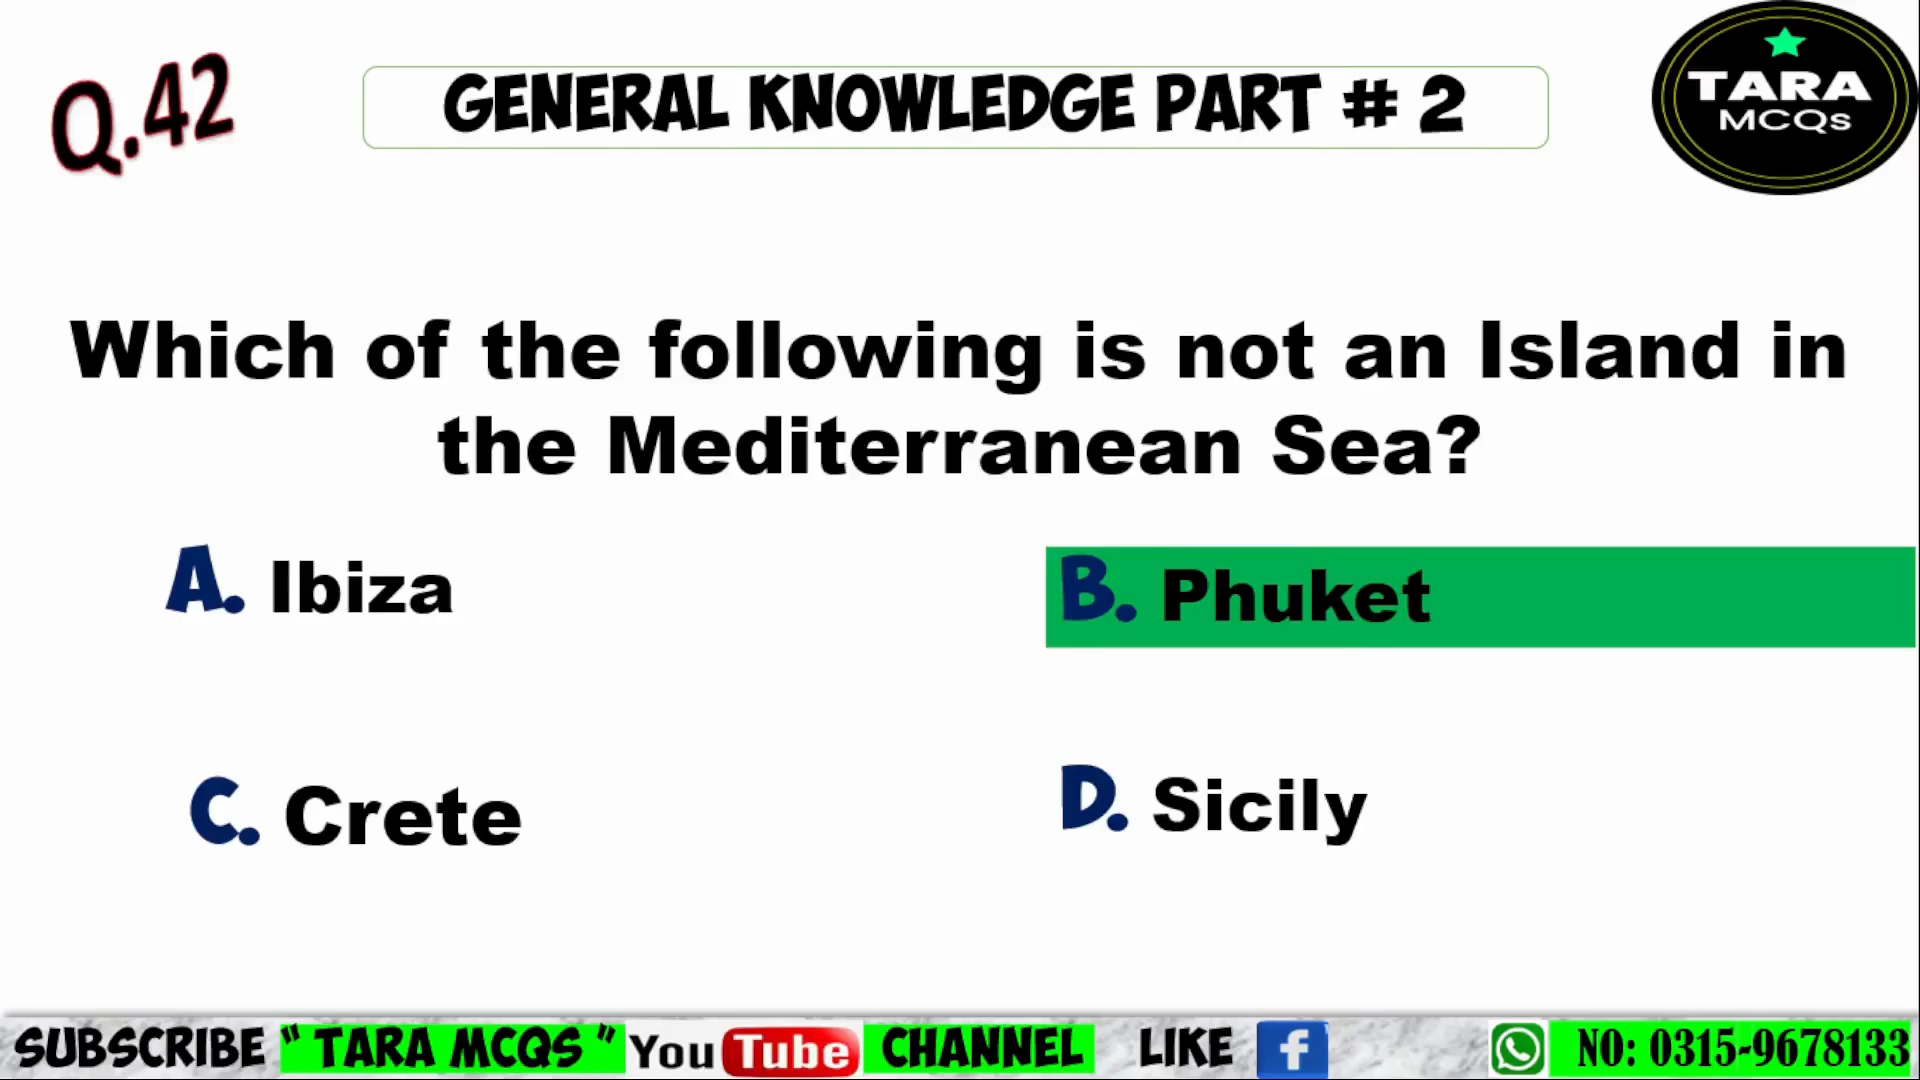 Q.42
GENERAL KNOWLEDGE PART # 2
TARA
MCQs
Which of the following is not an Island in
the Mediterranean Sea?
A. Ibiza
B. Phuket
C. Crete
D. Sicily
SUBSCRIBE " TARA MCQS " You Tube CHANNEL LIKE f NO: 0315-9678133